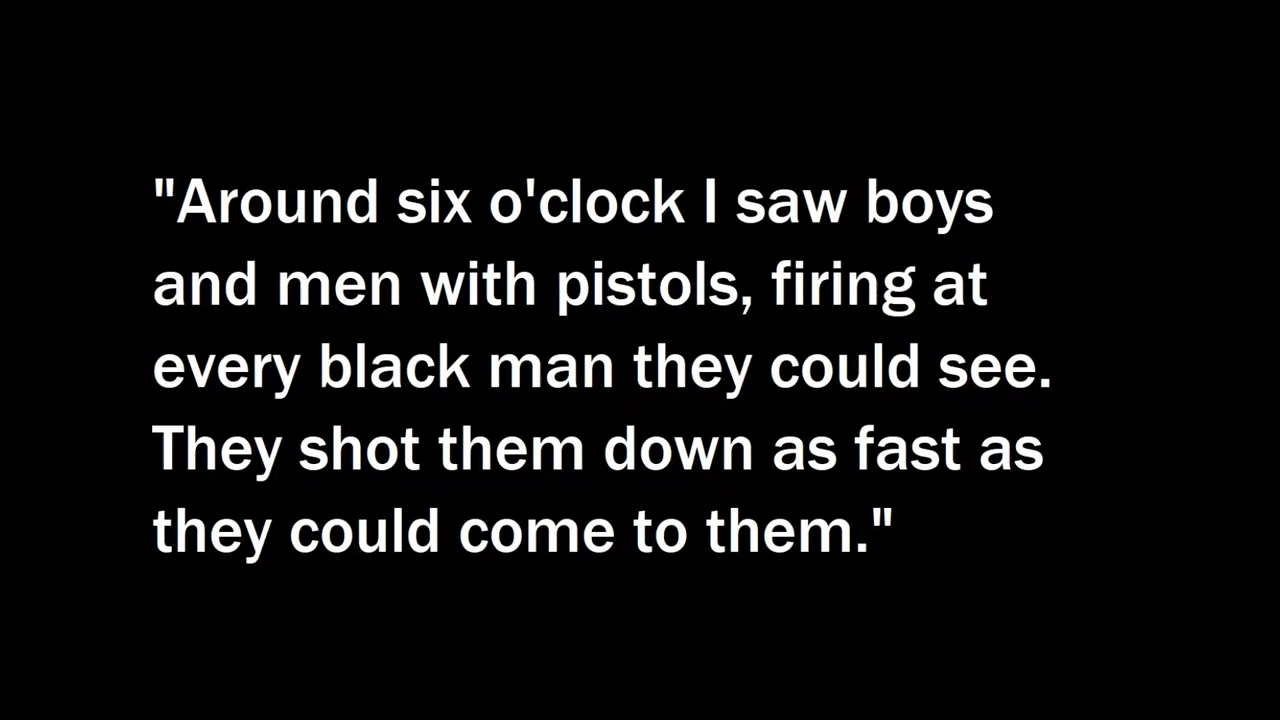 "Around six o'clock I saw boys
and men with pistols, firing at
every black man they could see.
They shot them down as fast as
they could come to them."